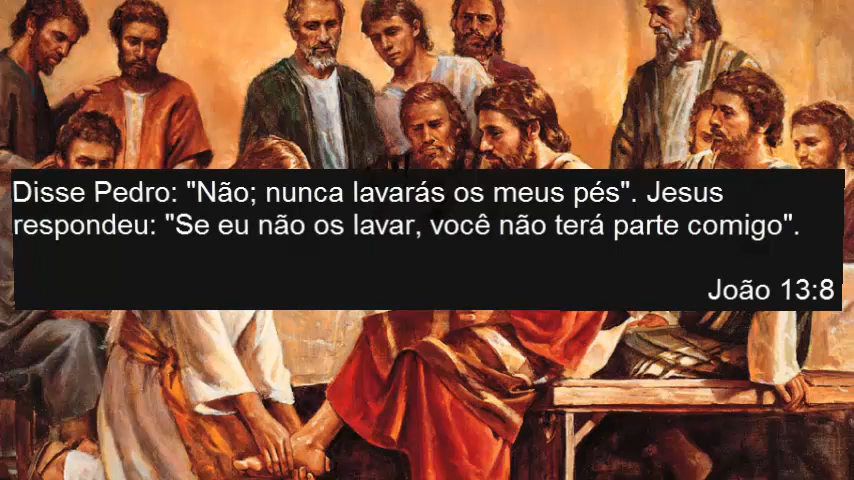 Disse Pedro: "Não; nunca lavarás os meus pés". Jesus
respondeu: "Se eu não os lavar, você não terá parte comigo".
João 13:8